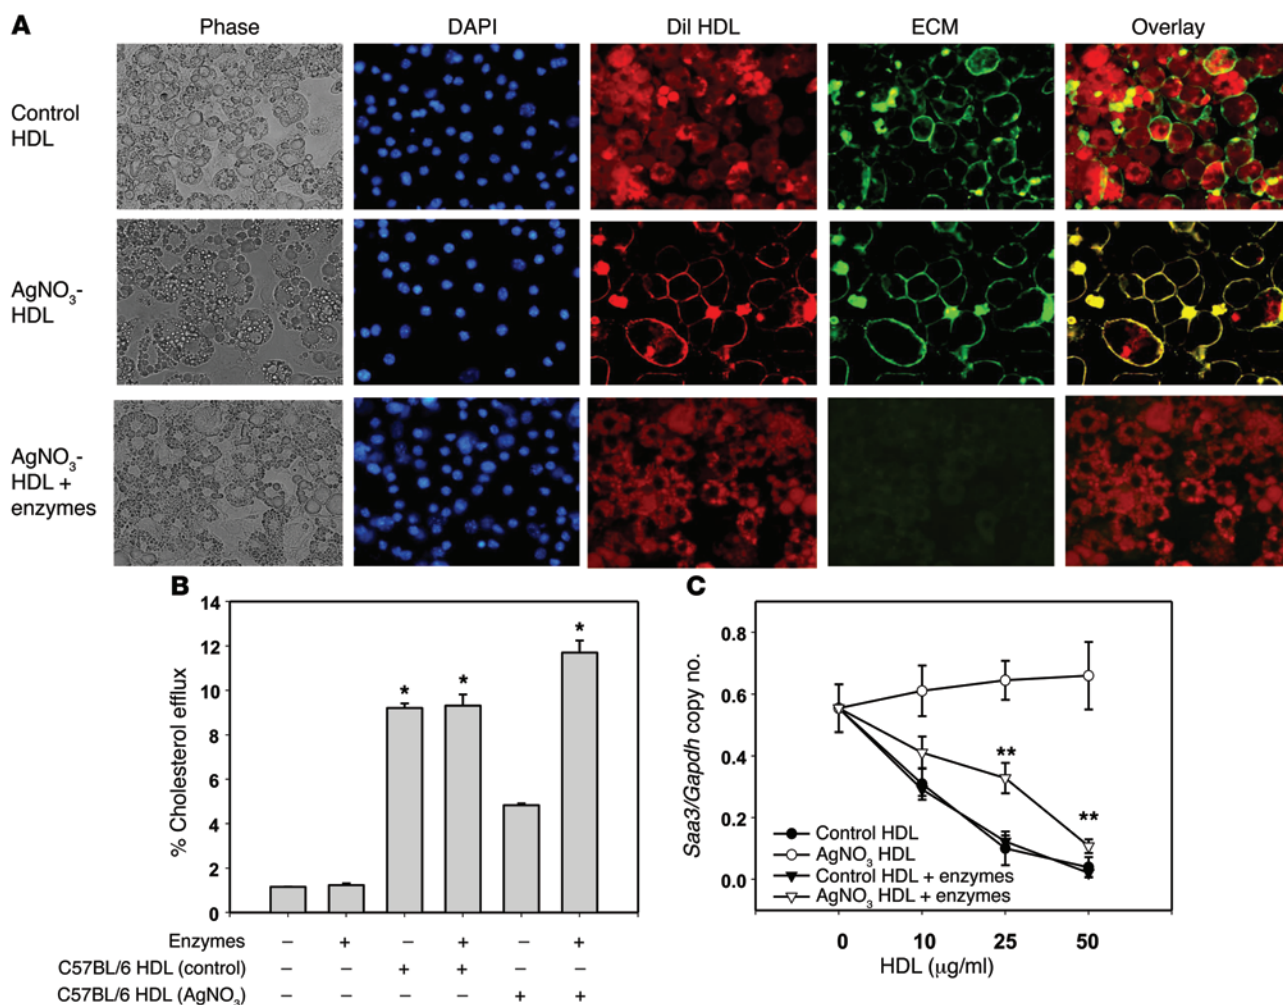 A
Phase DAPI Dil HDL ECM Overlay
Control
HDL
AgNO3-
HDL
AgNO3-
HDL +
enzymes
B
% Cholesterol efflux
14
12
10
8
6
4
2
0
* * *
Enzymes – + – + – +
C57BL/6 HDL (control) – – + + – –
C57BL/6 HDL (AgNO3) – – – – + +
C
Saa3/Gapdh copy no.
0.8
0.6
0.4
0.2
0.0
**
**
Control HDL
AgNO3 HDL
Control HDL + enzymes
AgNO3 HDL + enzymes
0 10 25 50
HDL (μg/ml)